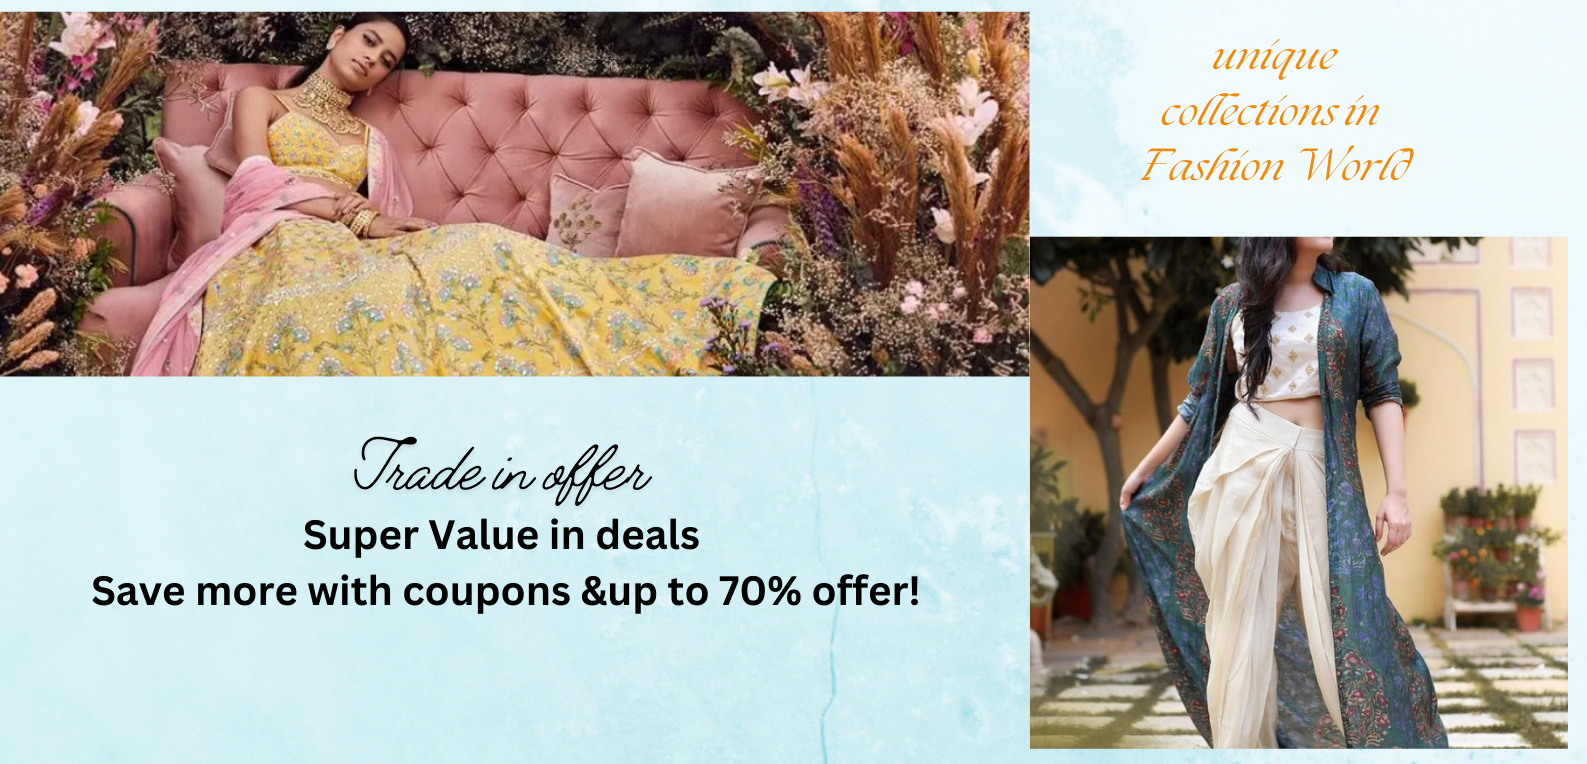 unique
collections in
Fashion World
Trade in offer
Super Value in deals
Save more with coupons &up to 70% offer!